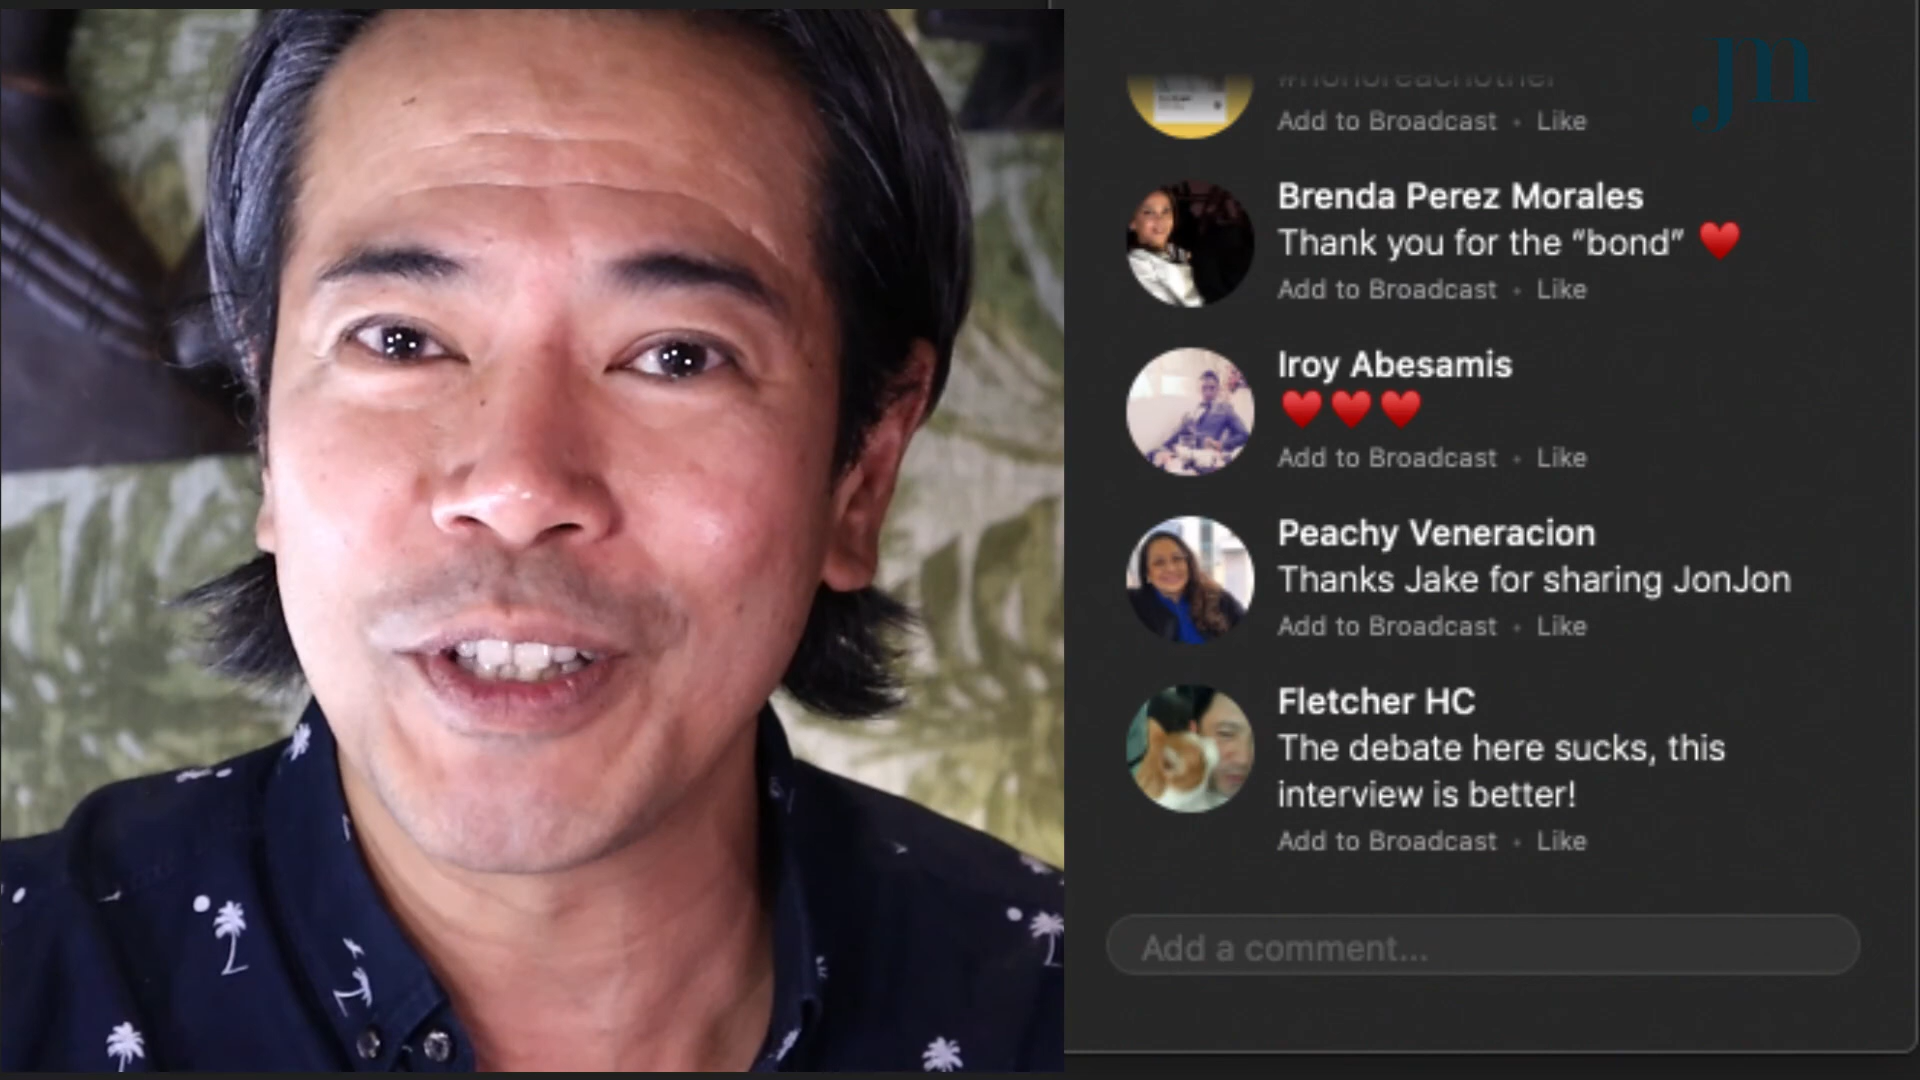 #honoreachother
Add to Broadcast • Like
Brenda Perez Morales
Thank you for the “bond” ♥️
Add to Broadcast • Like
Iroy Abesamis
♥️♥️♥️
Add to Broadcast • Like
Peachy Veneracion
Thanks Jake for sharing JonJon
Add to Broadcast • Like
Fletcher HC
The debate here sucks, this
interview is better!
Add to Broadcast • Like
Add a comment...
jm